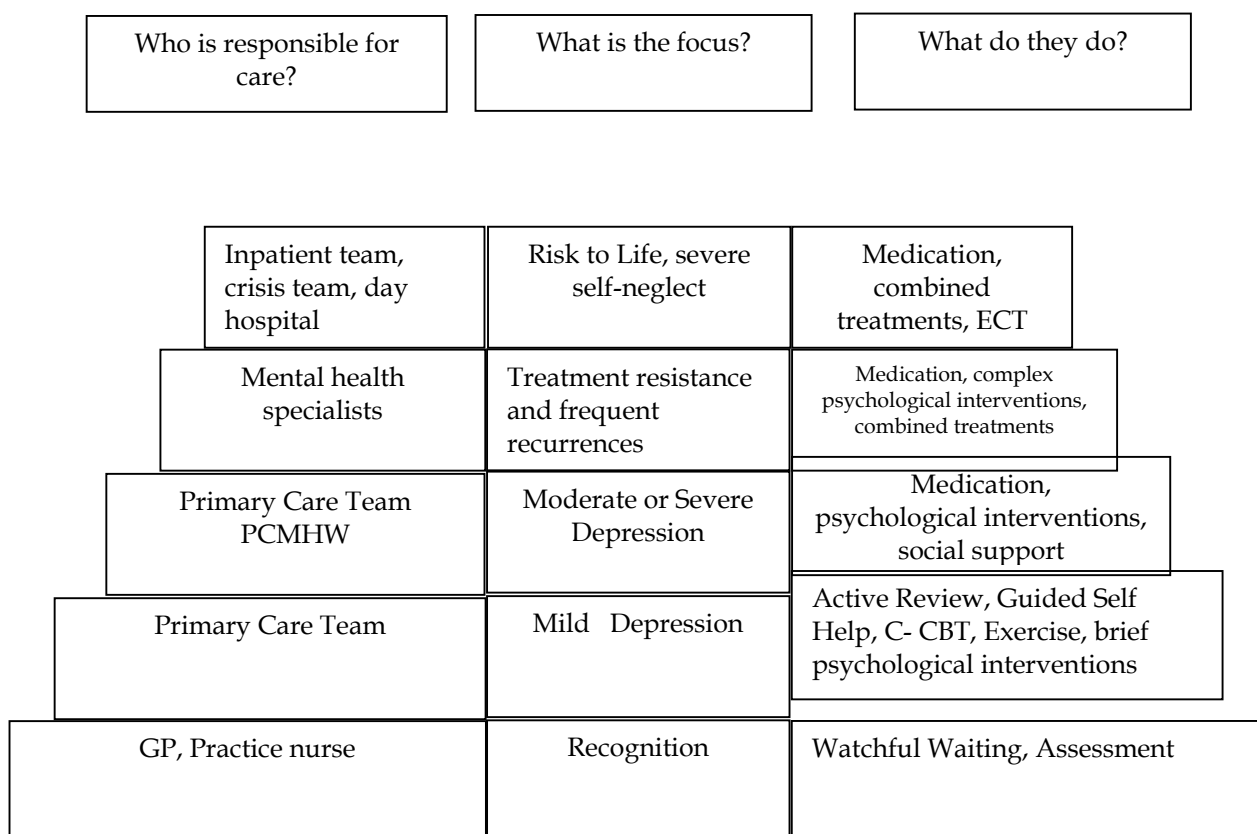 Who is responsible for
care?
What is the focus?
What do they do?
Inpatient team,
crisis team, day
hospital
Risk to Life, severe
self-neglect
Medication,
combined
treatments, ECT
Mental health
specialists
Treatment resistance
and frequent
recurrences
Medication, complex
psychological interventions,
combined treatments
Primary Care Team
PCMHW
Moderate or Severe
Depression
Medication,
psychological interventions,
social support
Primary Care Team
Mild Depression
Active Review, Guided Self
Help, C- CBT, Exercise, brief
psychological interventions
GP, Practice nurse
Recognition
Watchful Waiting, Assessment